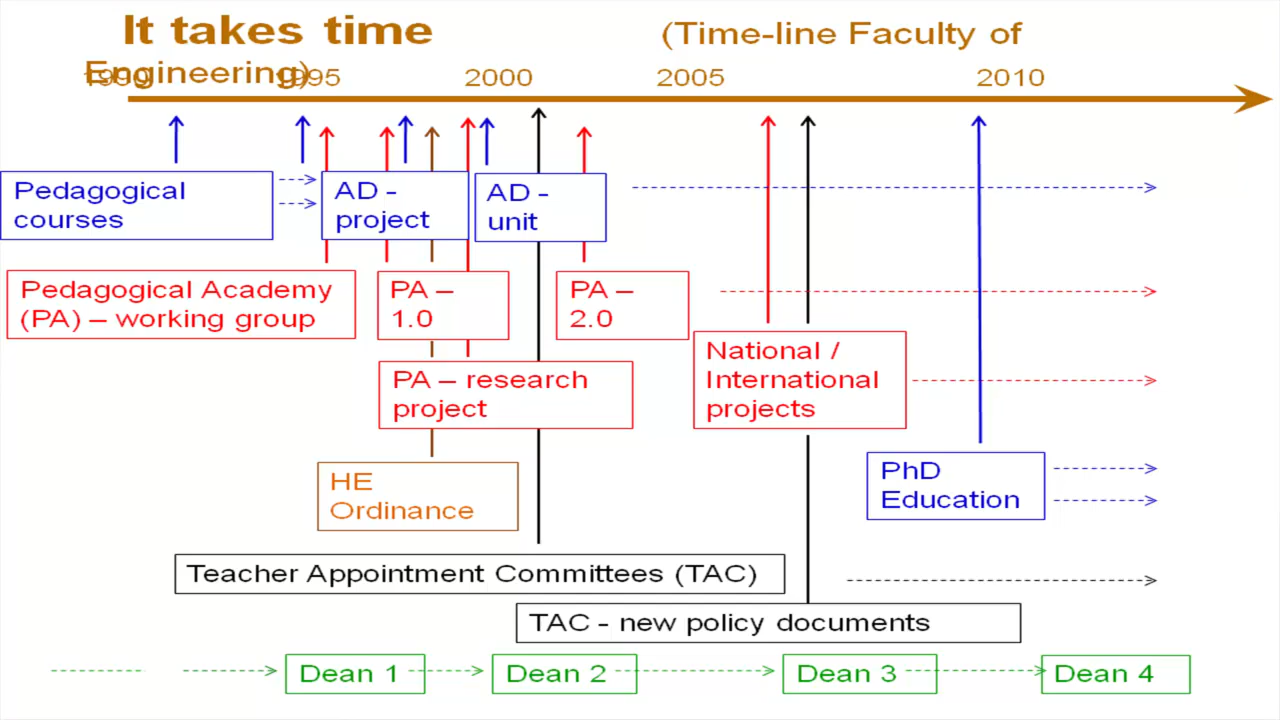 It takes time (Time-line Faculty of
Engineering)
1990 1995 2000 2005 2010
Pedagogical
courses
AD -
project
AD -
unit
Pedagogical Academy
(PA) – working group
PA –
1.0
PA –
2.0
National /
International
projects
PA – research
project
HE
Ordinance
PhD
Education
Teacher Appointment Committees (TAC)
TAC - new policy documents
Dean 1 Dean 2 Dean 3 Dean 4